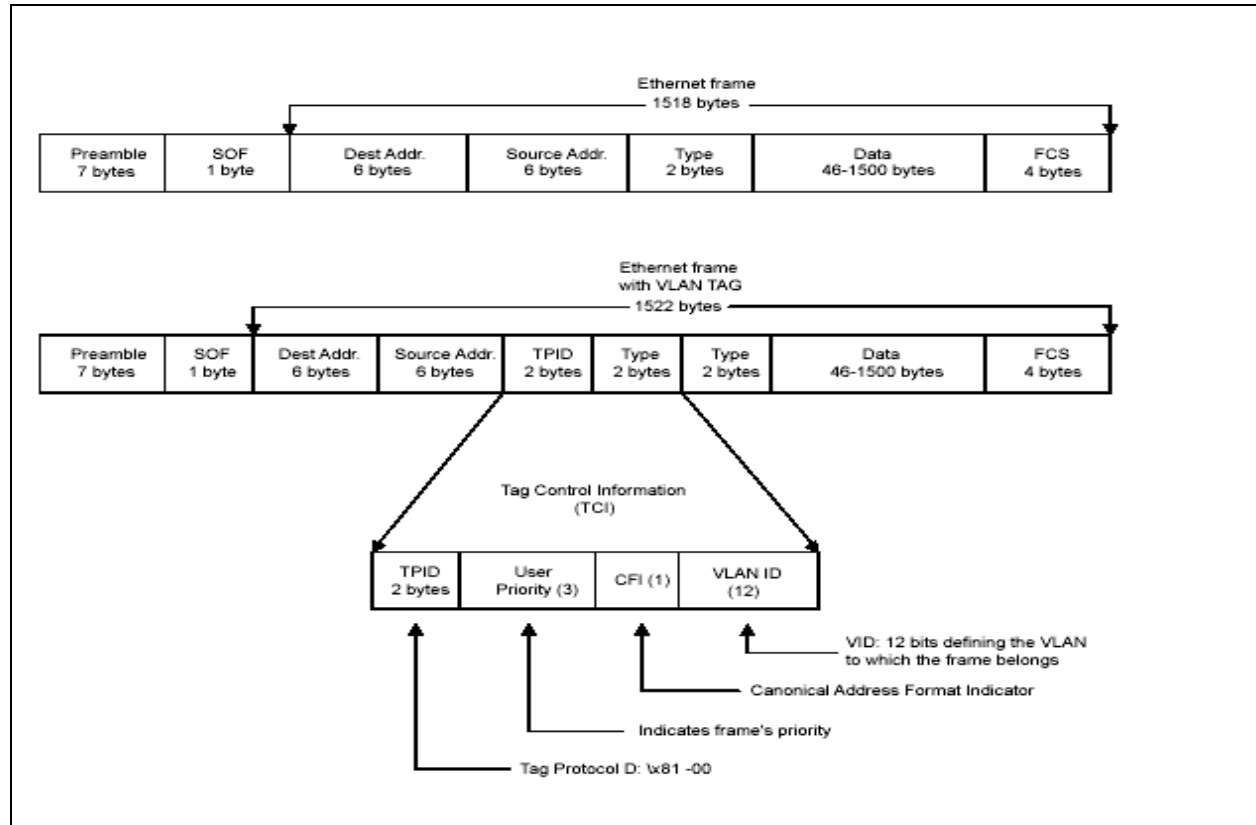 Ethernet frame
1518 bytes
Preamble
7 bytes
SOF
1 byte
Dest Addr.
6 bytes
Source Addr.
6 bytes
Type
2 bytes
Data
46-1500 bytes
FCS
4 bytes
Ethernet frame
with VLAN TAG
1522 bytes
Preamble
7 bytes
SOF
1 byte
Dest Addr.
6 bytes
Source Addr.
6 bytes
TPID
2 bytes
Type
2 bytes
Type
2 bytes
Data
46-1500 bytes
FCS
4 bytes
Tag Control Information
(TCI)
TPID
2 bytes
User
Priority (3)
CFI (1)
VLAN ID
(12)
VID: 12 bits defining the VLAN
to which the frame belongs
Canonical Address Format Indicator
Indicates frame's priority
Tag Protocol D: \x81 -00